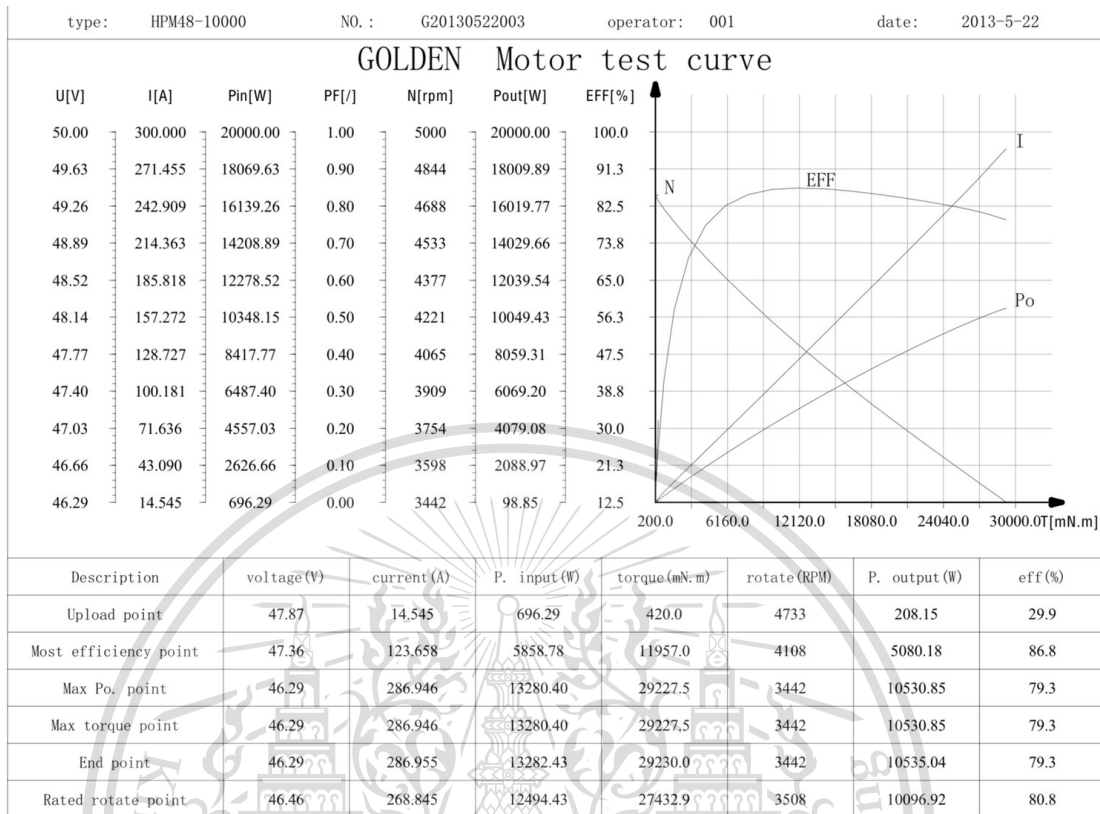 type: HPM48-10000 NO.: G20130522003 operator: 001 date: 2013-5-22
GOLDEN Motor test curve
U[V] I[A] Pin[W] PF[/] N[rpm] Pout[W] EFF[%]
50.00 300.000 20000.00 1.00 5000 20000.00 100.0
49.63 271.455 18069.63 0.90 4844 18009.89 91.3
49.26 242.909 16139.26 0.80 4688 16019.77 82.5
48.89 214.363 14208.89 0.70 4533 14029.66 73.8
48.52 185.818 12278.52 0.60 4377 12039.54 65.0
48.14 157.272 10348.15 0.50 4221 10049.43 56.3
47.77 128.727 8417.77 0.40 4065 8059.31 47.5
47.40 100.181 6487.40 0.30 3909 6069.20 38.8
47.03 71.636 4557.03 0.20 3754 4079.08 30.0
46.66 43.090 2626.66 0.10 3598 2088.97 21.3
46.29 14.545 696.29 0.00 3442 98.85 12.5
I
N
EFF
Po
200.0 6160.0 12120.0 18080.0 24040.0 30000.0T[mN.m]
Description voltage(V) current(A) P. input(W) torque(mN.m) rotate(RPM) P. output(W) eff(%)
Upload point 47.87 14.545 696.29 420.0 4733 208.15 29.9
Most efficiency point 47.36 123.658 5858.78 11957.0 4108 5080.18 86.8
Max Po. point 46.29 286.946 13280.40 29227.5 3442 10530.85 79.3
Max torque point 46.29 286.946 13280.40 29227.5 3442 10530.85 79.3
End point 46.29 286.955 13282.43 29230.0 3442 10535.04 79.3
Rated rotate point 46.46 268.845 12494.43 27432.9 3508 10096.92 80.8